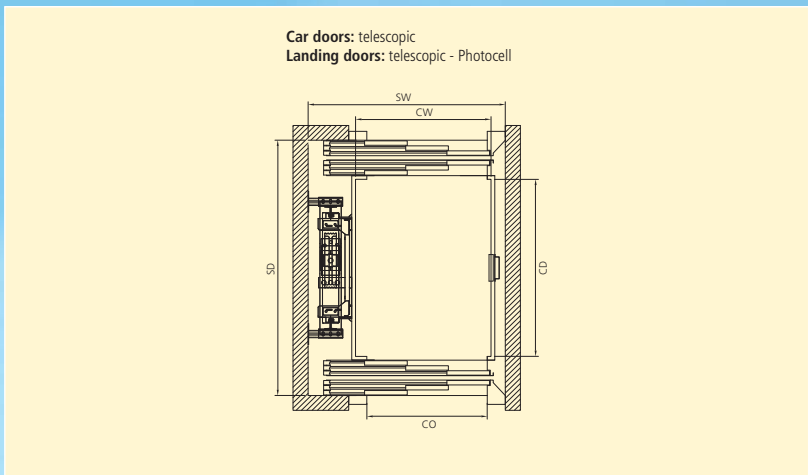 Car doors: telescopic
Landing doors: telescopic - Photocell
SW
CW
SD
CD
CO